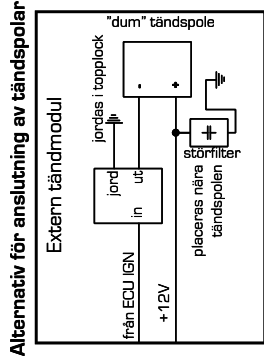 Alternativ för anslutning av tändspolar
Extern tändmodul
"dum" tändspole
-
+
jordas i topplock
jord
ut
in
störfilter
placeras nära
tändspolen
från ECU IGN
+12V